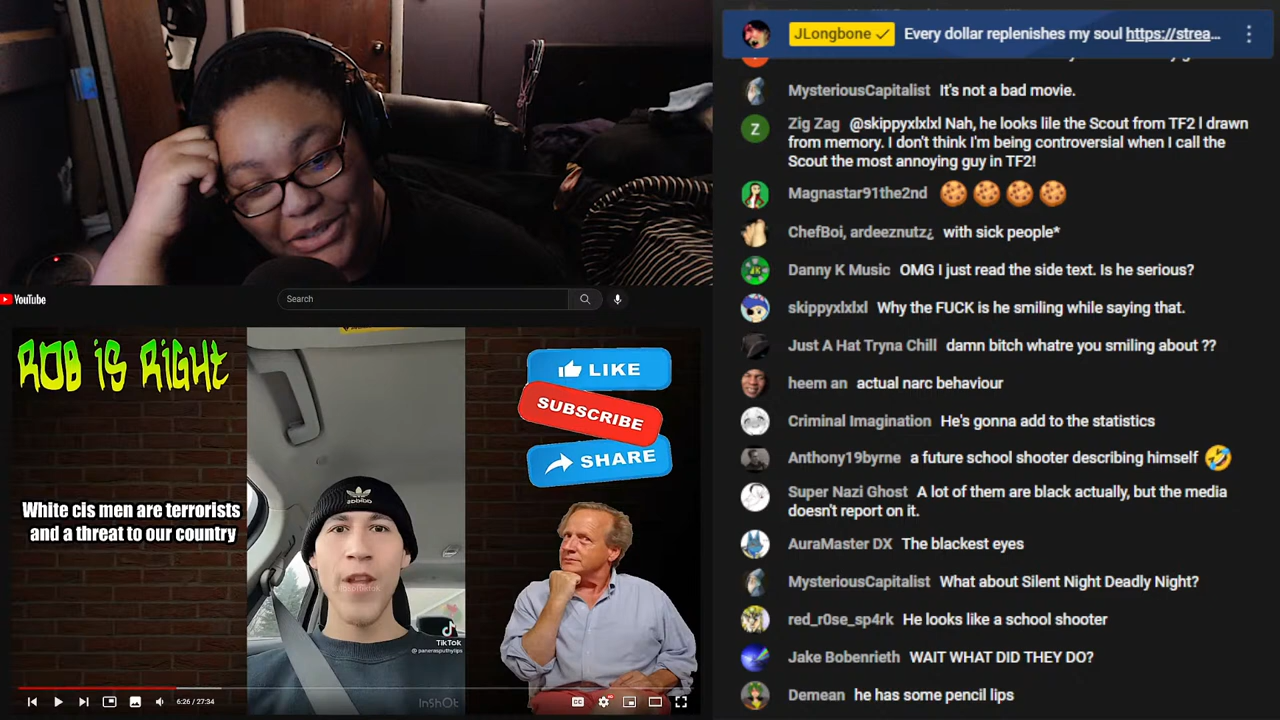 JLongbone Every dollar replenishes my soul https://strea...
MysteriousCapitalist It's not a bad movie.
Zig Zag @skippyxlxlxl Nah, he looks lile the Scout from TF2 I drawn
from memory. I don't think I'm being controversial when I call the
Scout the most annoying guy in TF2!
Magnastar91the2nd
ChefBoi, ardeeznutz¿ with sick people*
Danny K Music OMG I just read the side text. Is he serious?
skippyxlxlxl Why the FUCK is he smiling while saying that.
Just A Hat Tryna Chill damn bitch whatre you smiling about ??
heem an actual narc behaviour
Criminal Imagination He's gonna add to the statistics
Anthony19byrne a future school shooter describing himself
Super Nazi Ghost A lot of them are black actually, but the media
doesn't report on it.
AuraMaster DX The blackest eyes
MysteriousCapitalist What about Silent Night Deadly Night?
red_r0se_sp4rk He looks like a school shooter
Jake Bobenrieth WAIT WHAT DID THEY DO?
Demean he has some pencil lips
YouTube
Search
ROB iS RiGHt
LIKE
SUBSCRIBE
SHARE
White cis men are terrorists
and a threat to our country
adidas
TikTok
InShOt
6:26 / 27:34